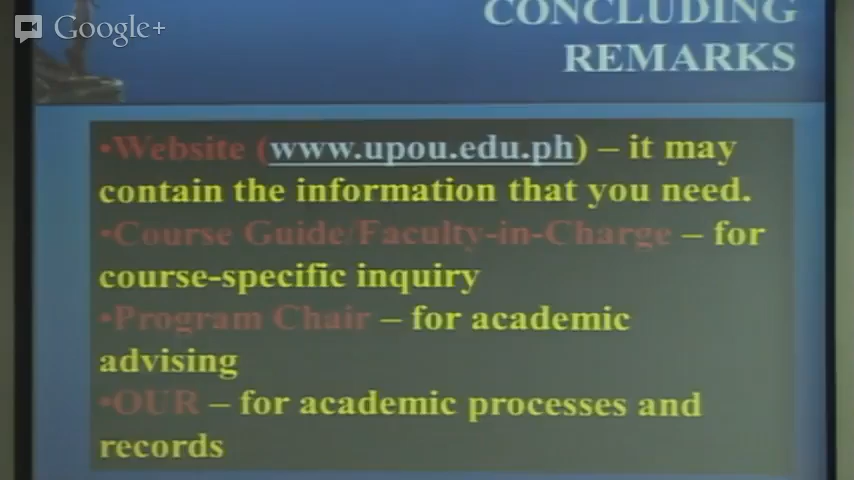 Google+
CONCLUDING
REMARKS
•Website (www.upou.edu.ph) – it may
contain the information that you need.
•Course Guide/Faculty-in-Charge – for
course-specific inquiry
•Program Chair – for academic
advising
•OUR – for academic processes and
records